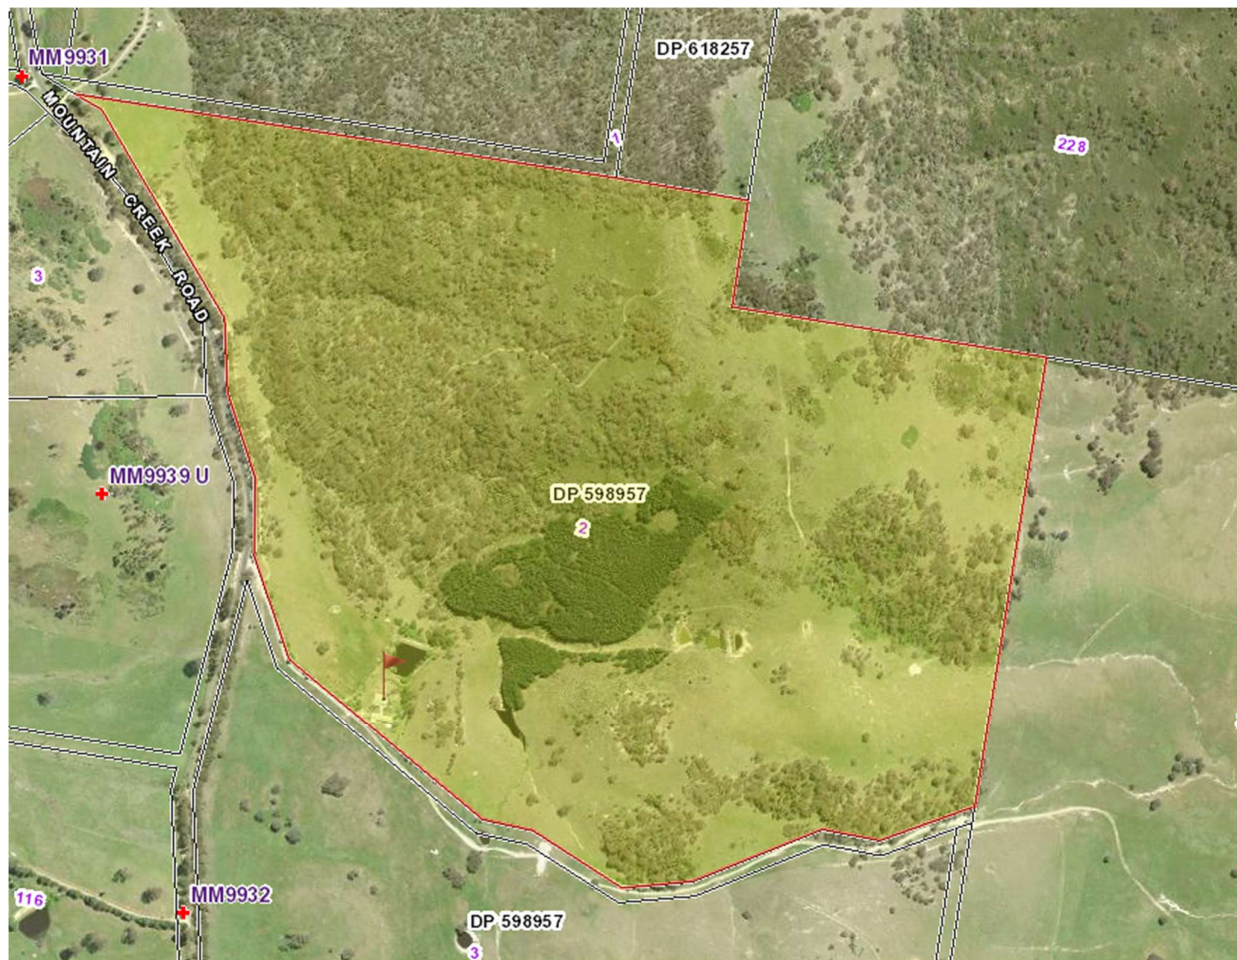 MM9931
DP 618257
1
228
MOUNTAIN CREEK ROAD
3
MM9939 U
DP 598957
2
MM9932
116
DP 598957
3